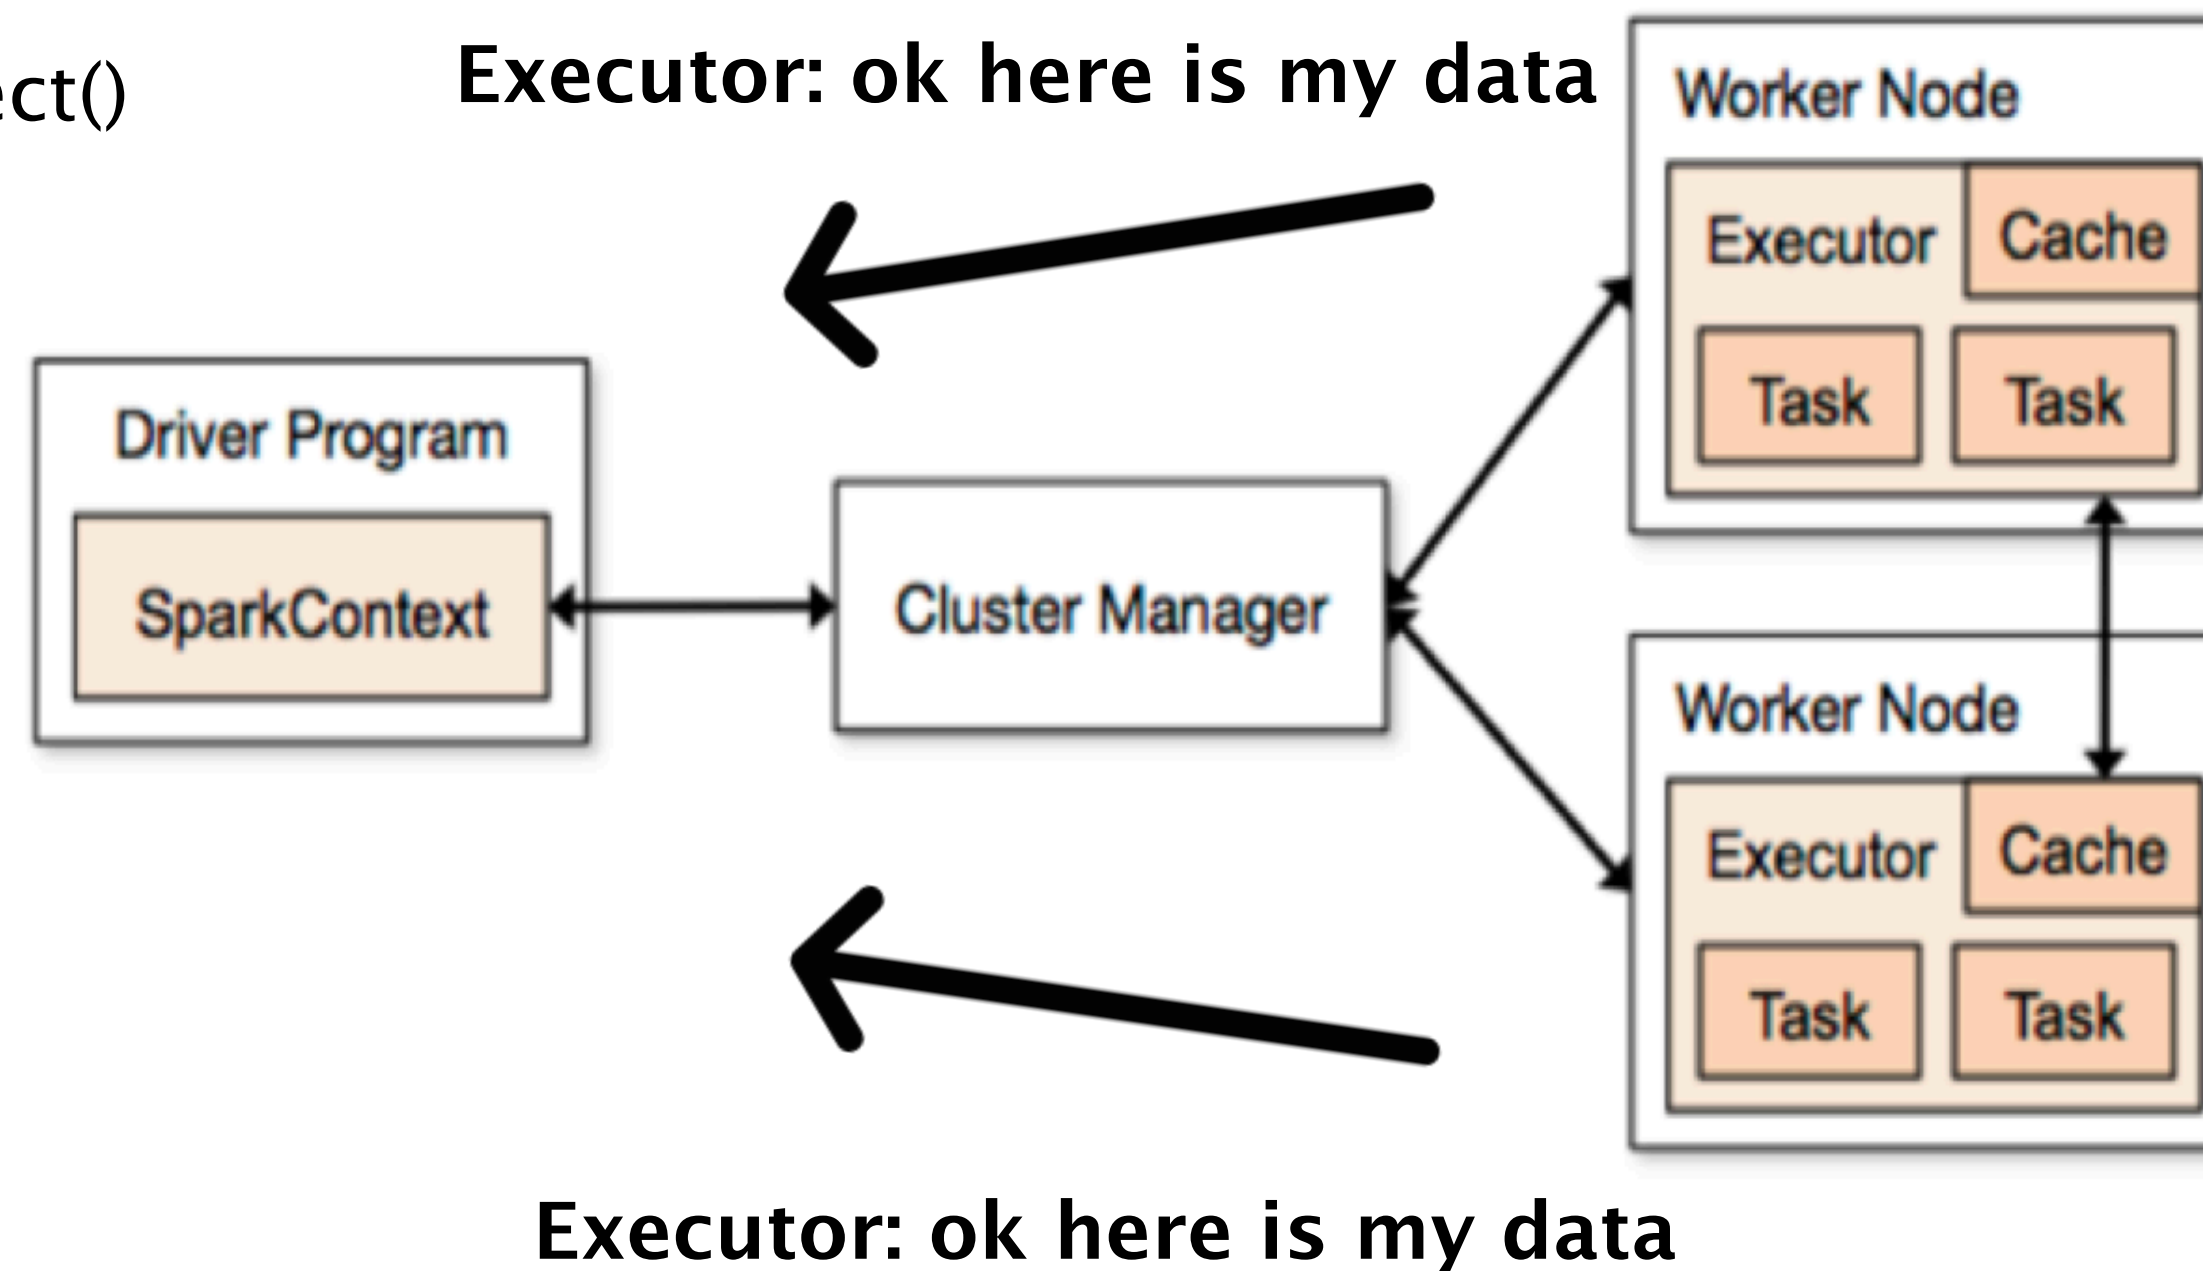 ect()
Executor: ok here is my data
Worker Node
Executor
Cache
Task
Task
Driver Program
SparkContext
Cluster Manager
Worker Node
Executor
Cache
Task
Task
Executor: ok here is my data